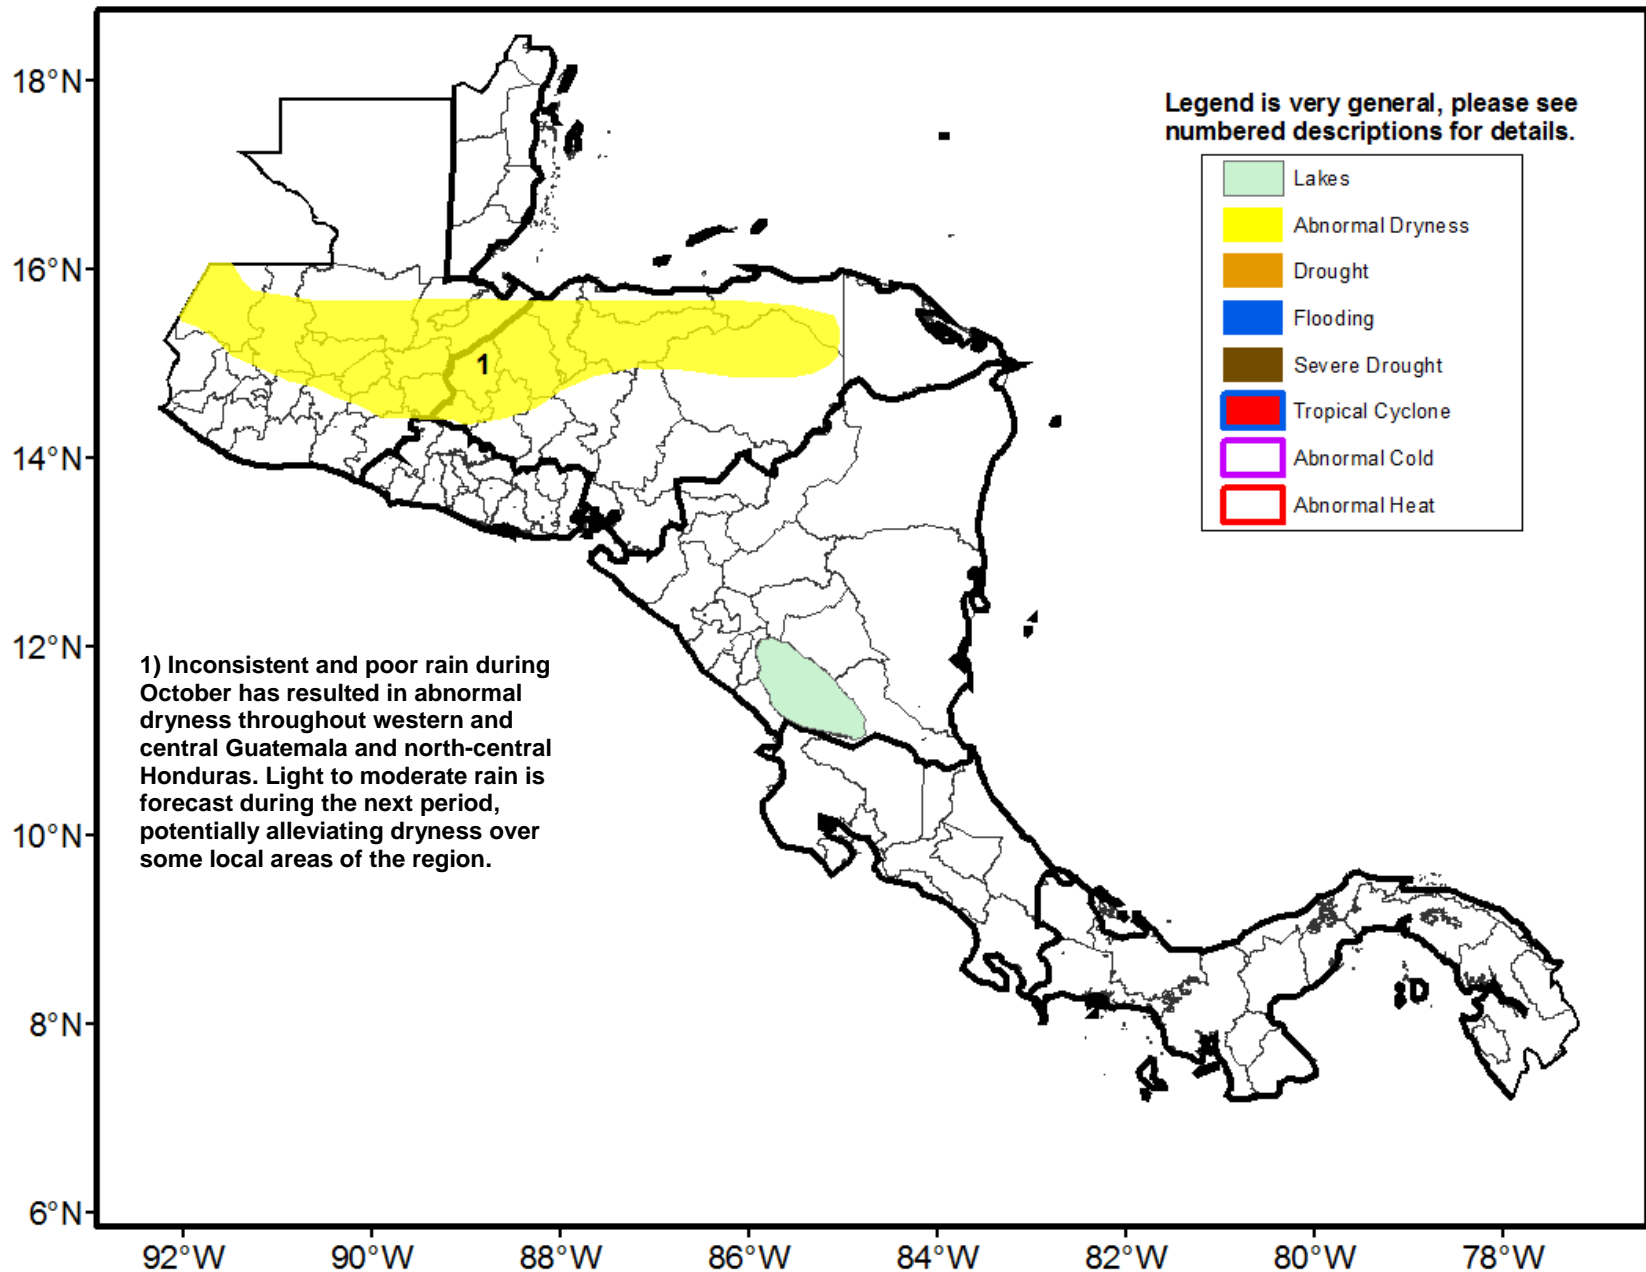 18°N
16°N
14°N
12°N
10°N
8°N
6°N
92°W
90°W
88°W
86°W
84°W
82°W
80°W
78°W
Legend is very general, please see
numbered descriptions for details.
Lakes
Abnormal Dryness
Drought
Flooding
Severe Drought
Tropical Cyclone
Abnormal Cold
Abnormal Heat
1
1) Inconsistent and poor rain during
October has resulted in abnormal
dryness throughout western and
central Guatemala and north-central
Honduras. Light to moderate rain is
forecast during the next period,
potentially alleviating dryness over
some local areas of the region.